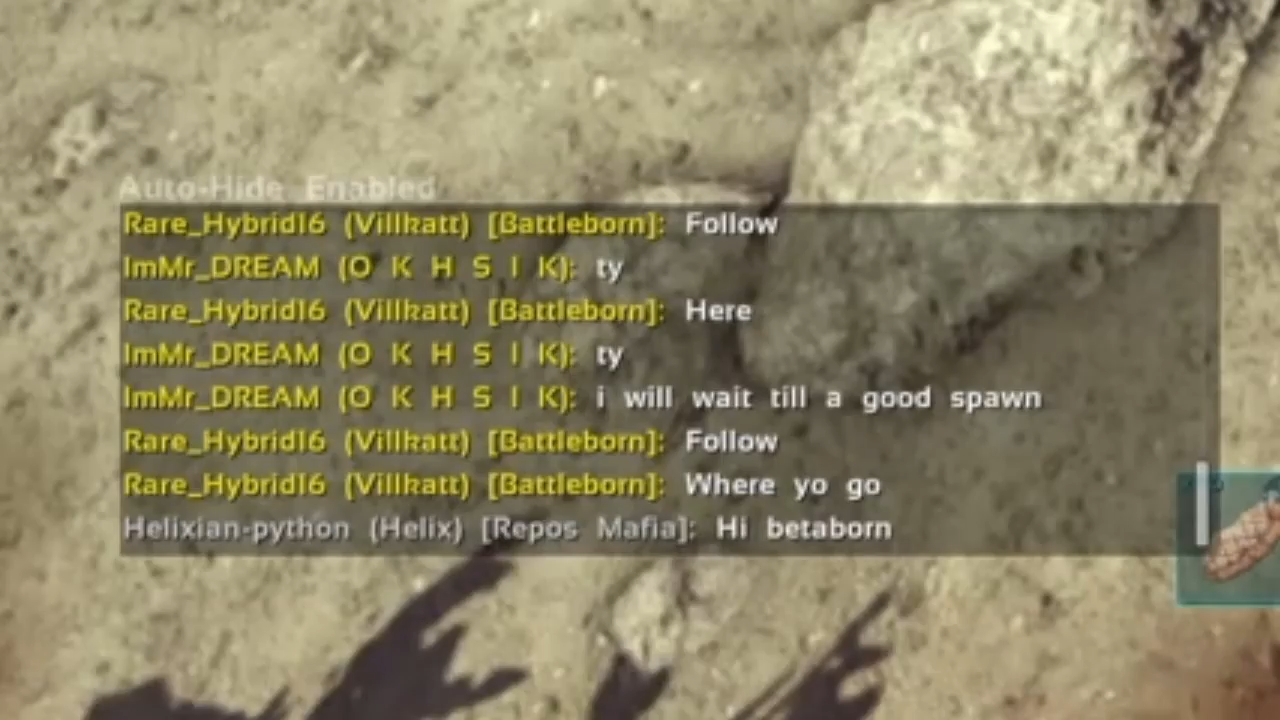 Auto-Hide Enabled
Rare_Hybrid16 (Villkatt) [Battleborn]: Follow
ImMr_DREAM (O K H S I K): ty
Rare_Hybrid16 (Villkatt) [Battleborn]: Here
ImMr_DREAM (O K H S I K): ty
ImMr_DREAM (O K H S I K): i will wait till a good spawn
Rare_Hybrid16 (Villkatt) [Battleborn]: Follow
Rare_Hybrid16 (Villkatt) [Battleborn]: Where yo go
Helixian-python (Helix) [Repos Mafia]: Hi betaborn